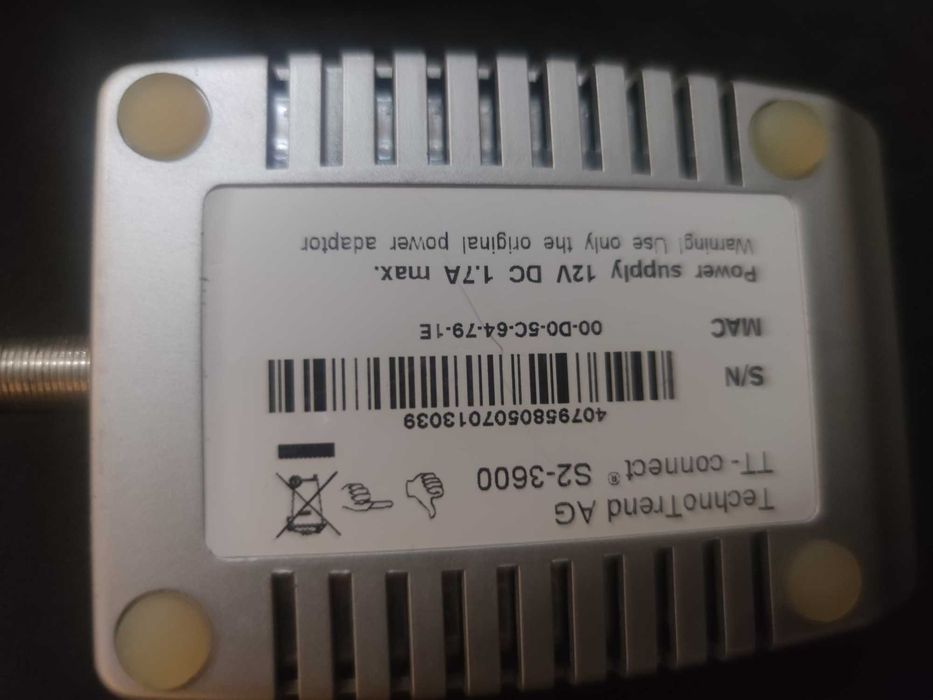 TechnoTrend AG
TT-connect® S2-3600
4079580507013039
S/N
MAC 00-D0-5C-64-79-1E
Power supply 12V DC 1.7A max.
Warning! Use only the original power adaptor